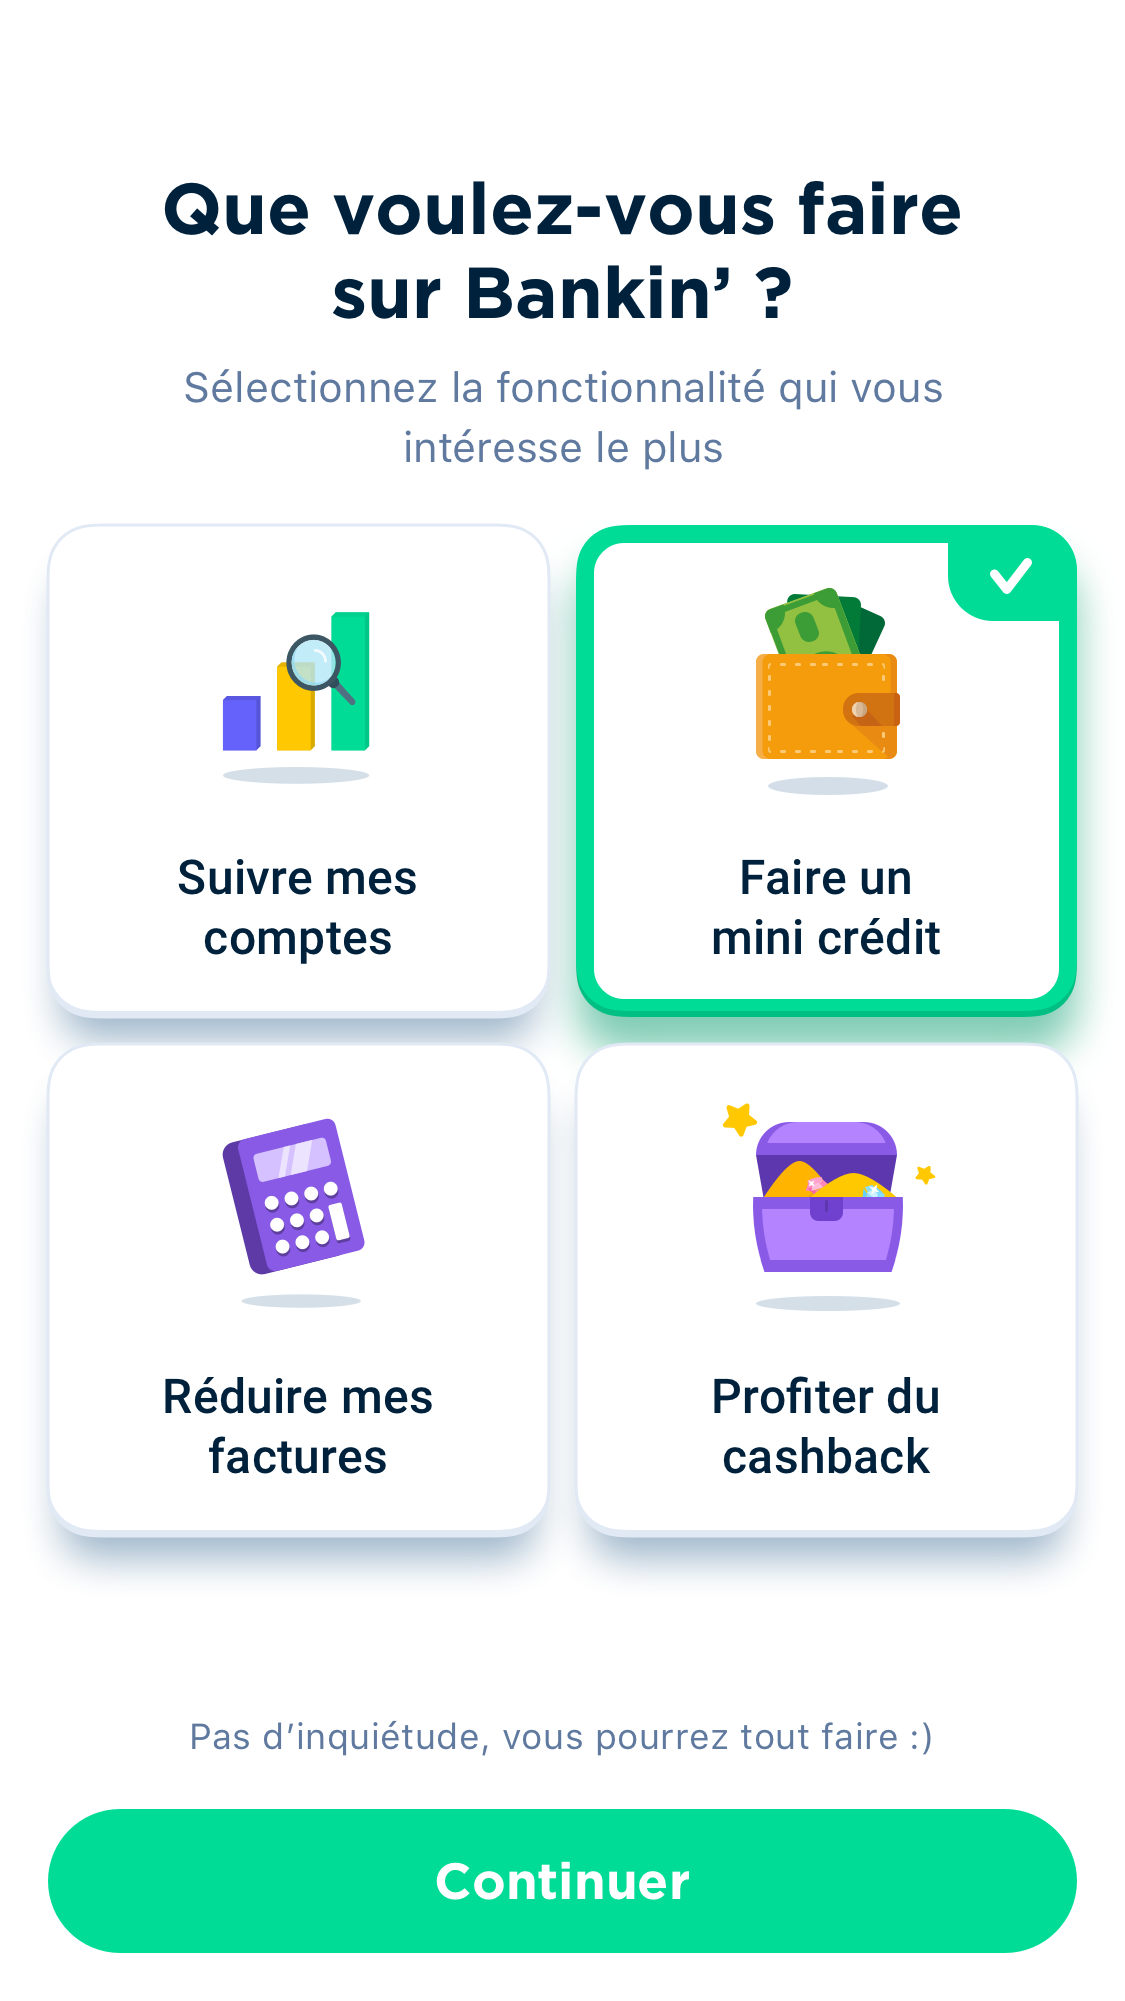 Que voulez-vous faire
sur Bankin’ ?
Sélectionnez la fonctionnalité qui vous
intéresse le plus
Suivre mes
comptes
Faire un
mini crédit
Réduire mes
factures
Profiter du
cashback
Pas d’inquiétude, vous pourrez tout faire :)
Continuer